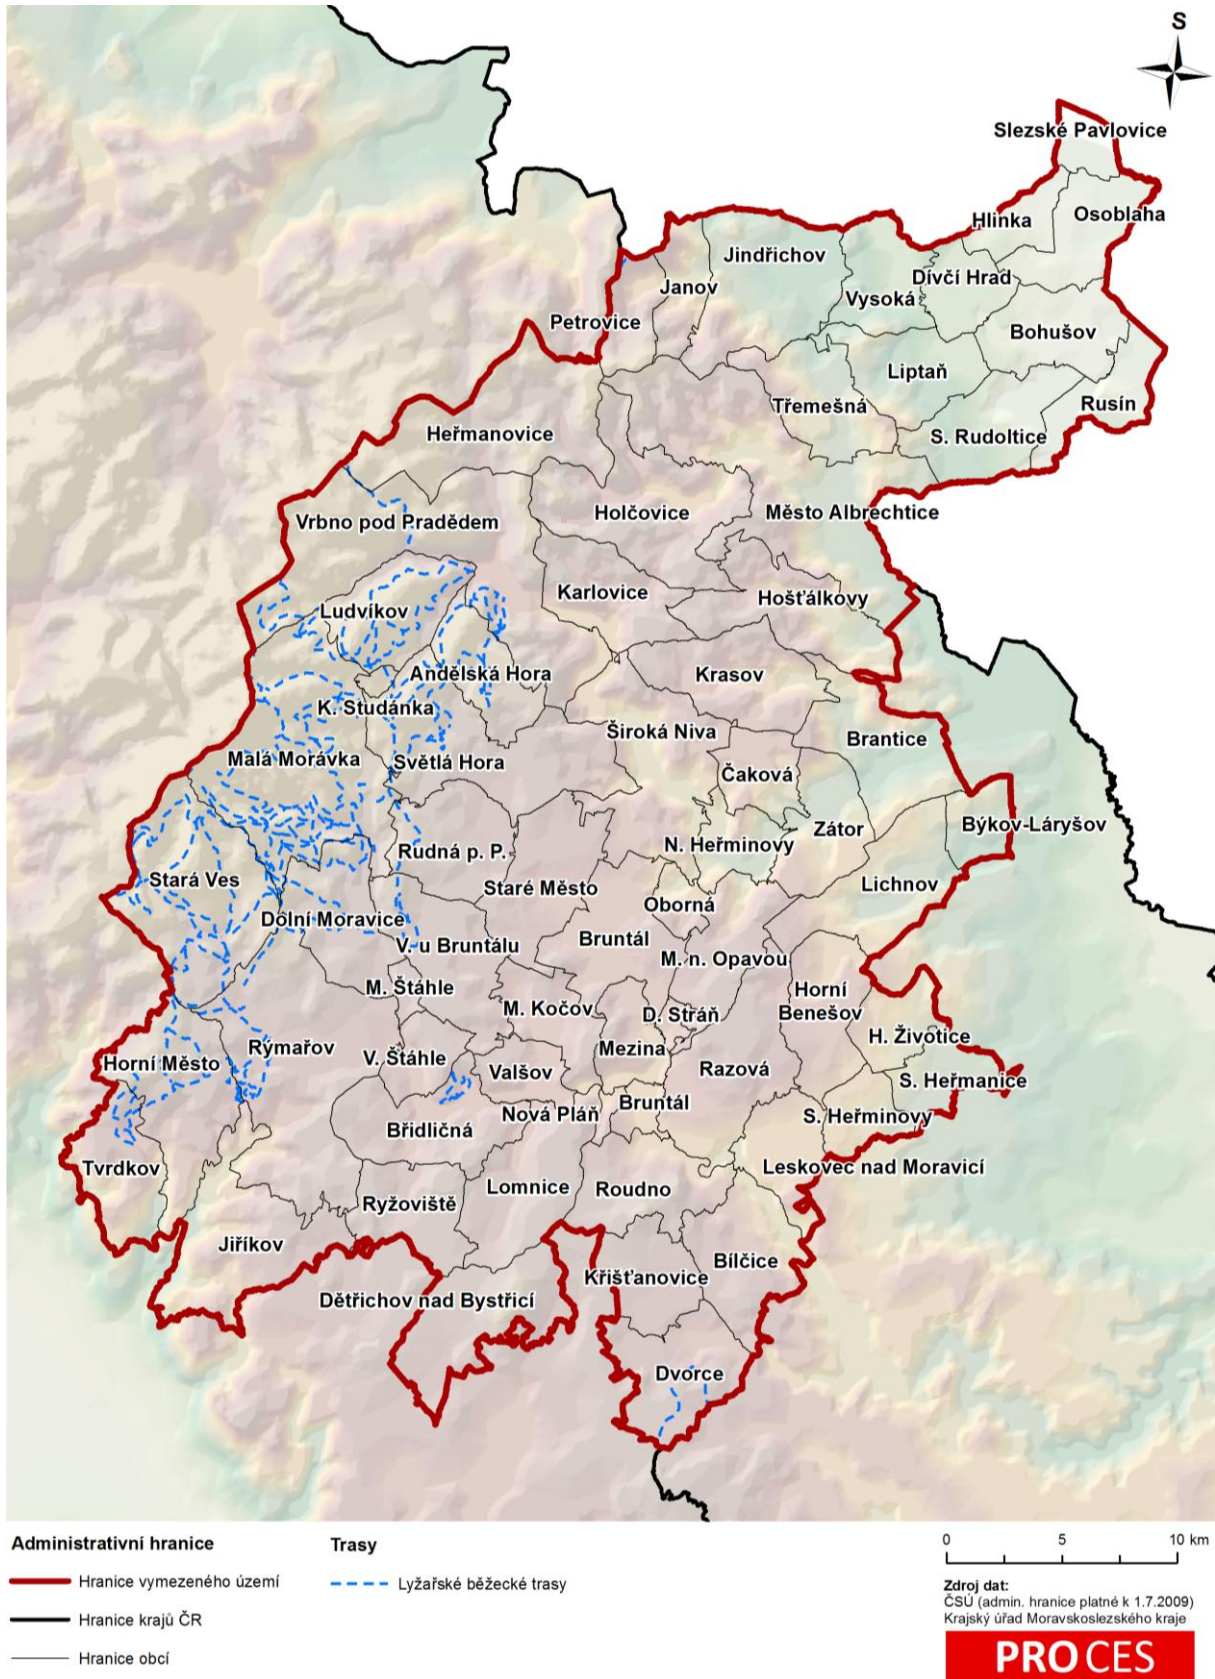 S
Slezské Pavlovice
Hlinka
Osoblaha
Jindřichov
Dívčí Hrad
Janov
Vysoká
Petrovice
Bohušov
Liptaň
Třemešná
Rusín
Heřmanovice
S. Rudoltice
Holčovice
Město Albrechtice
Vrbno pod Pradědem
Karlovice
Hošťálkovy
Ludvíkov
Andělská Hora
Krasov
K. Studánka
Široká Niva
Brantice
Malá Morávka
Světlá Hora
Čaková
Býkov-Láryšov
Zátor
N. Heřminovy
Rudná p. P.
Stará Ves
Staré Město
Lichnov
Oborná
Dolní Moravice
Bruntál
V. u Bruntálu
M. n. Opavou
M. Štáhle
Horní
Benešov
M. Kočov
D. Stráň
H. Životice
Rýmařov
Mezina
Horní Město
V. Štáhle
Valšov
Razová
S. Heřmanice
Nová Pláň
Bruntál
S. Heřminovy
Břidličná
Tvrdkov
Leskovec nad Moravicí
Lomnice
Roudno
Ryžoviště
Jiříkov
Bílčice
Křišťanovice
Dětřichov nad Bystřicí
Dvorce
Administrativní hranice
Hranice vymezeného území
Hranice krajů ČR
Hranice obcí
Trasy
Lyžařské běžecké trasy
0 5 10 km
Zdroj dat:
ČSÚ (admin. hranice platné k 1.7.2009)
Krajský úřad Moravskoslezského kraje
PROCES